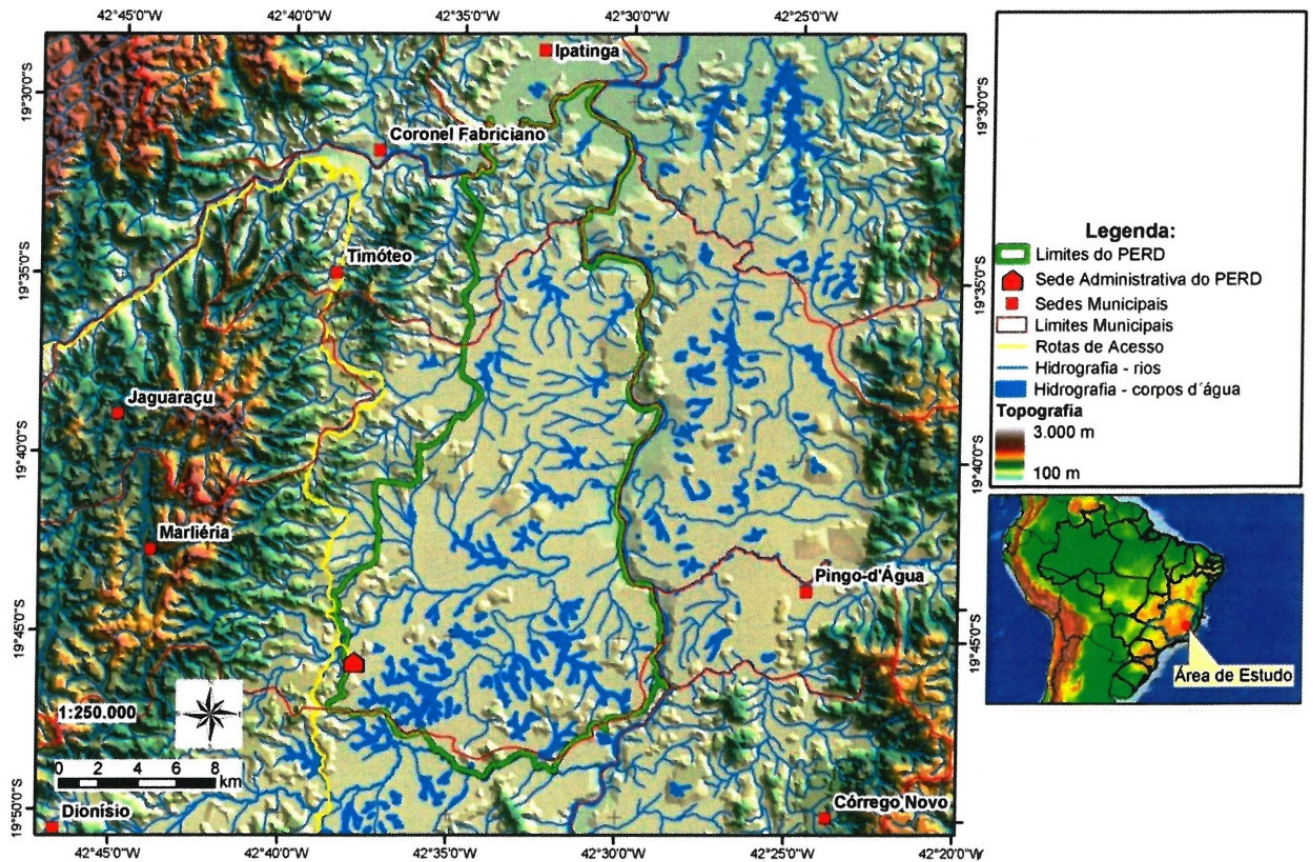 42°45'0"W 42°40'0"W 42°35'0"W 42°30'0"W 42°25'0"W
19°30'0"S
19°35'0"S
19°40'0"S
19°45'0"S
19°50'0"S
Ipatinga
Coronel Fabriciano
Timóteo
Jaguaraçu
Marliéria
Pingo-d'Água
Dionísio
Córrego Novo
1:250.000
0 2 4 6 8
km
19°30'0"S
19°35'0"S
19°40'0"S
19°45'0"S
42°45'0"W 42°40'0"W 42°35'0"W 42°30'0"W 42°25'0"W 42°20'0"W
Legenda:
Limites do PERD
Sede Administrativa do PERD
Sedes Municipais
Limites Municipais
Rotas de Acesso
Hidrografia - rios
Hidrografia - corpos d´água
Topografia
3.000 m
100 m
Área de Estudo